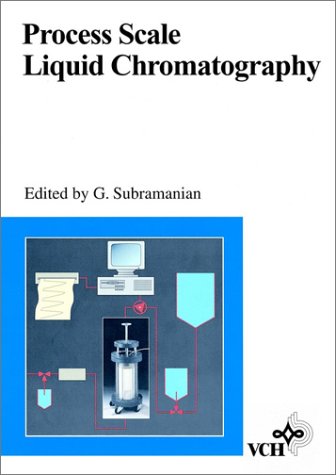 Process Scale
Liquid Chromatography
Edited by G. Subramanian
VCH